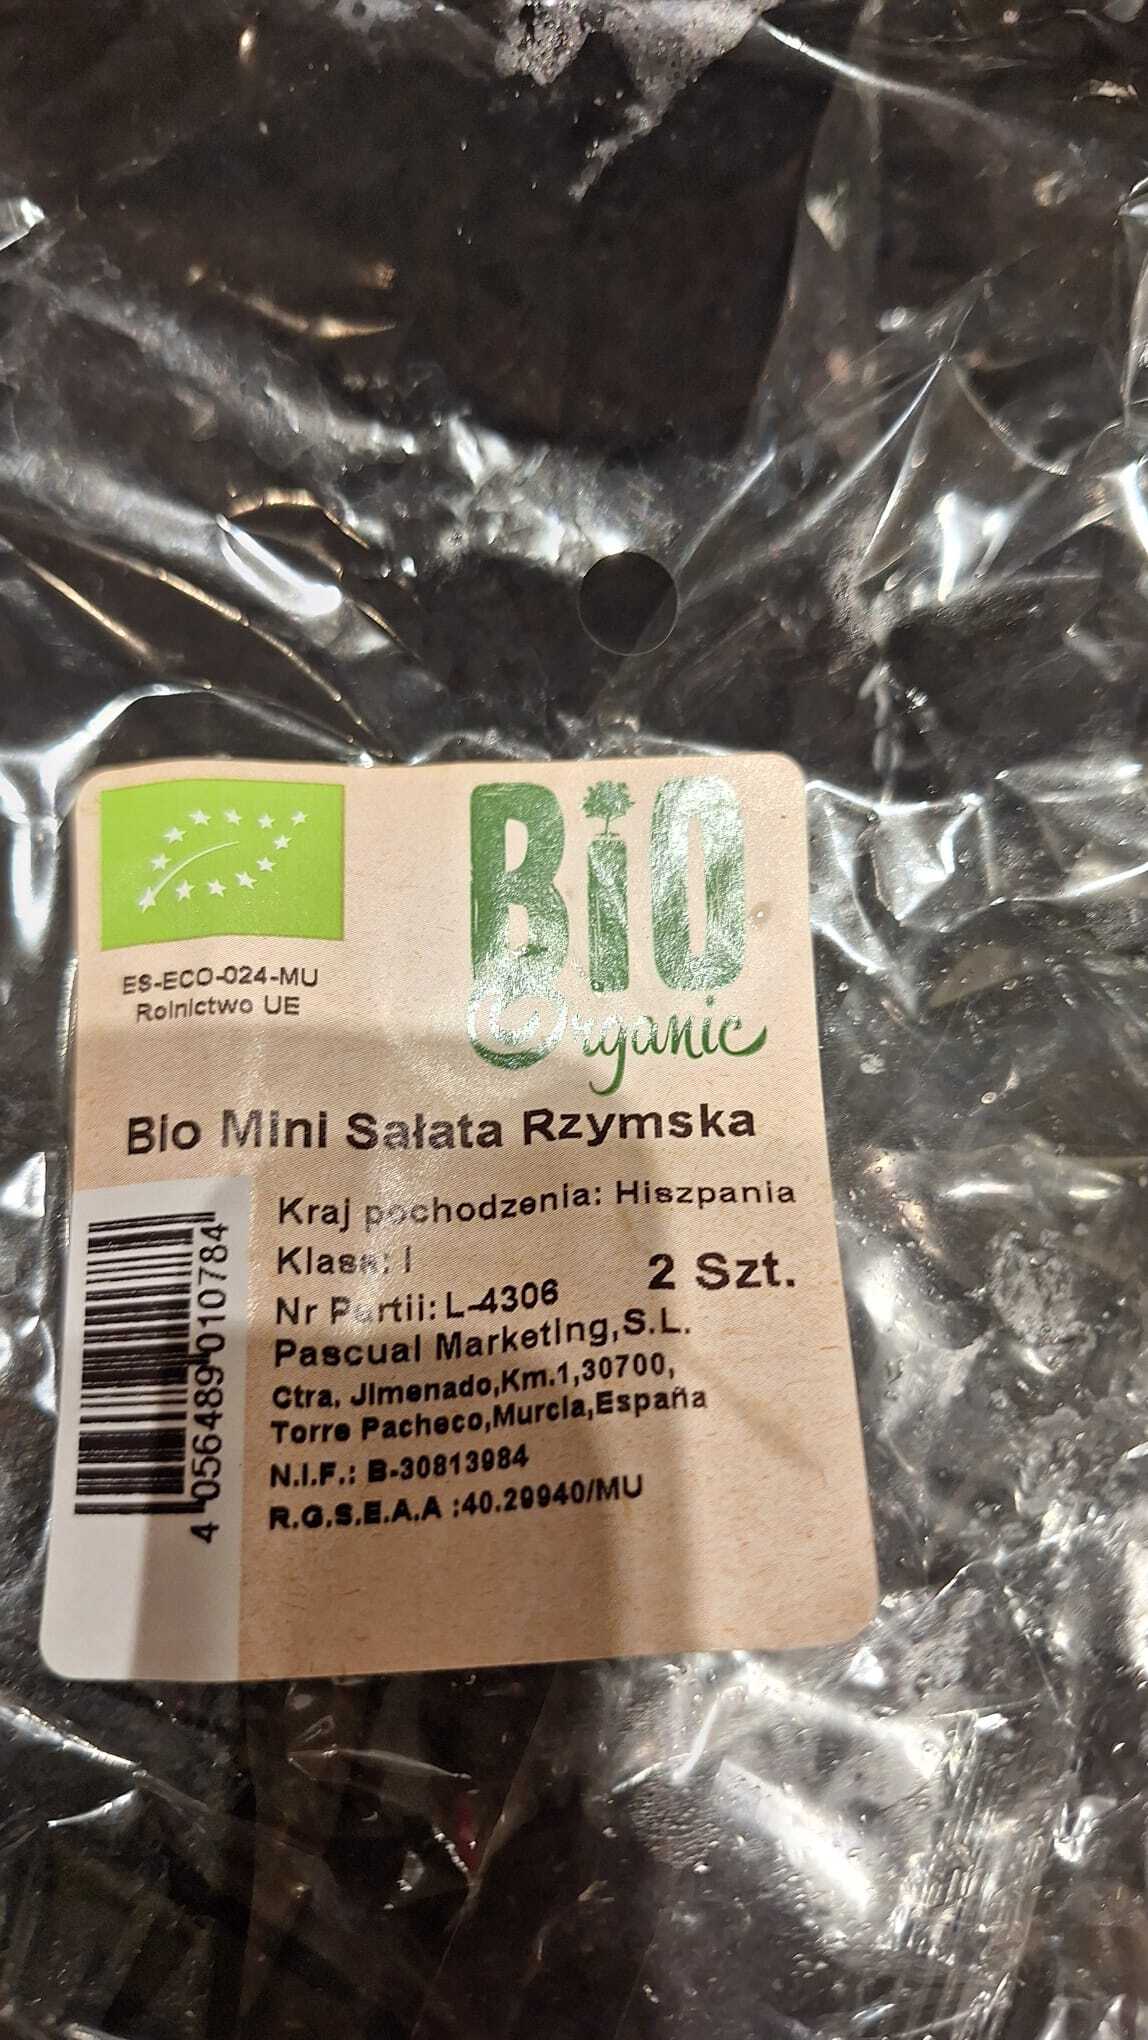 BiO
Organic
ES-ECO-024-MU
Rolnictwo UE
Bio Mini Sałata Rzymska
Kraj pochodzenia: Hiszpania
Klasa: I
2 Szt.
Nr Partii: L-4306
Pascual Marketing,S.L.
Ctra. Jimenado,Km.1,30700,
Torre Pacheco,Murcia,España
N.I.F.: B-30813984
R.G.S.E.A.A :40.29940/MU
4 056489 010784